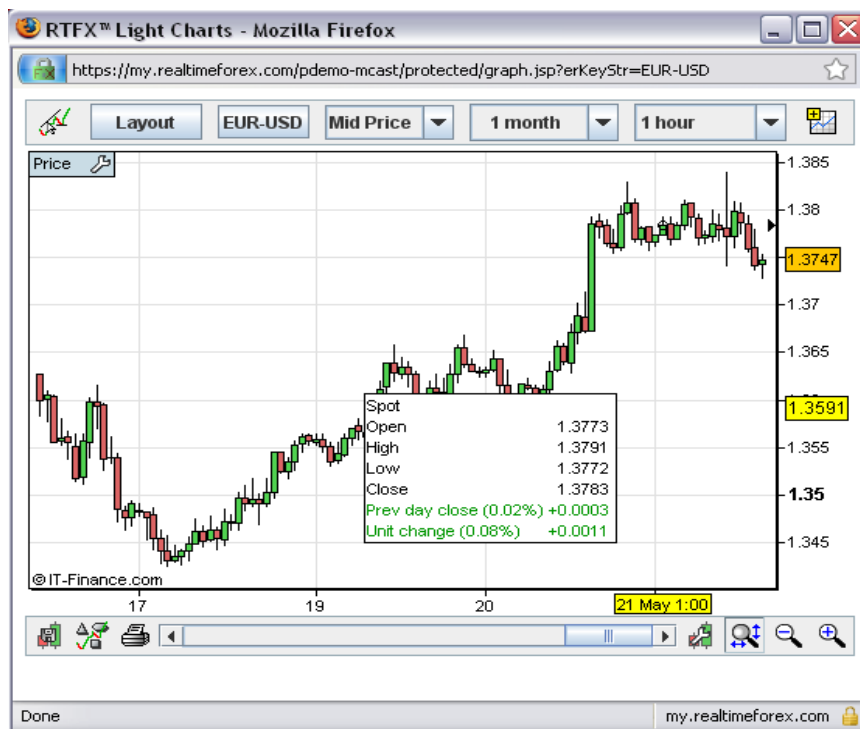 RTFX™ Light Charts - Mozilla Firefox
https://my.realtimeforex.com/pdemo-mcast/protected/graph.jsp?erKeyStr=EUR-USD
Layout EUR-USD Mid Price 1 month 1 hour
Price
1.385
1.38
1.3747
1.37
1.365
1.3591
1.355
1.35
1.345
Spot
Open 1.3773
High 1.3791
Low 1.3772
Close 1.3783
Prev day close (0.02%) +0.0003
Unit change (0.08%) +0.0011
© IT-Finance.com
17 19 20 21 May 1:00
Done my.realtimeforex.com